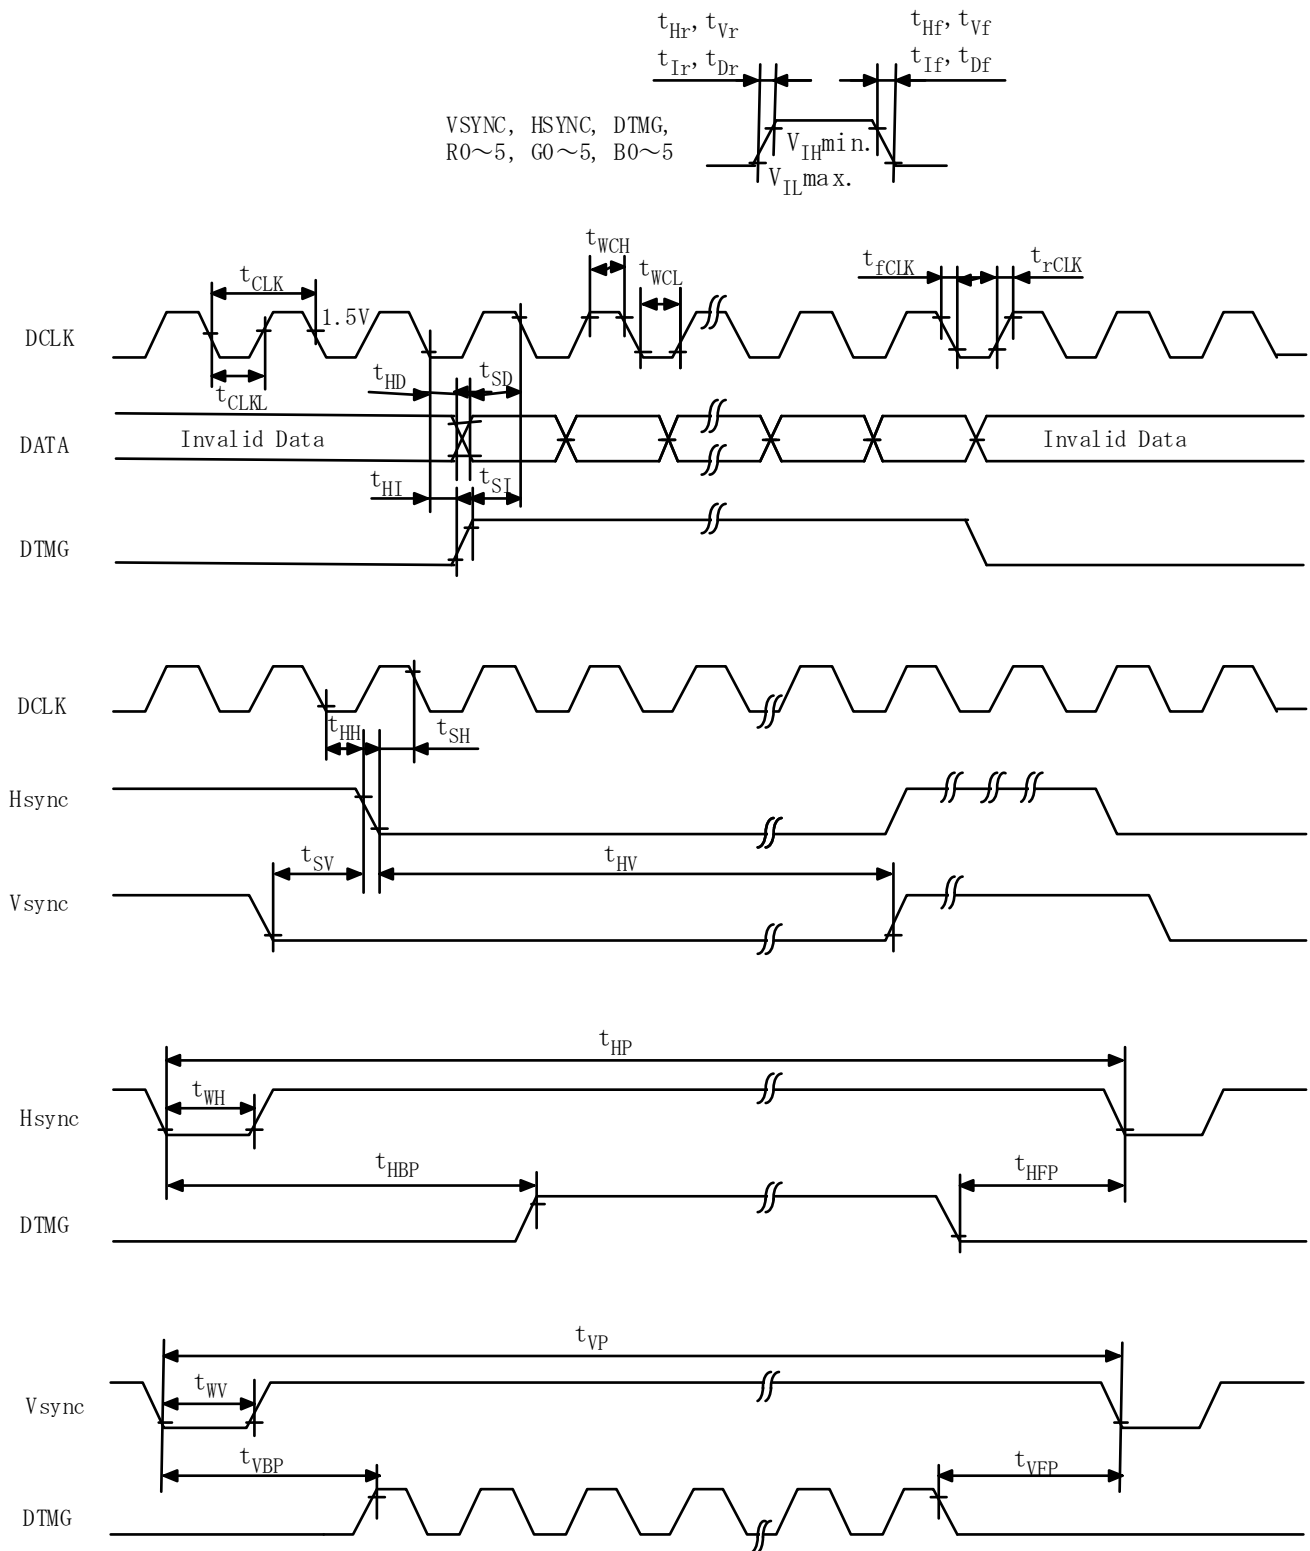 tHr, tVr
tHf, tVf
tIr, tDr
tIf, tDf
VSYNC, HSYNC, DTMG,
R0～5, G0～5, B0～5
VIHmin.
VILmax.
tWCH
tCLK
tWCL
tfCLK
trCLK
1.5V
DCLK
tHD
tSD
tCLKL
DATA
Invalid Data
Invalid Data
tHI
tSI
DTMG
DCLK
tHH
tSH
Hsync
tSV
tHV
Vsync
tHP
tWH
Hsync
tHBP
tHFP
DTMG
tVP
tWV
Vsync
tVBP
tVFP
DTMG